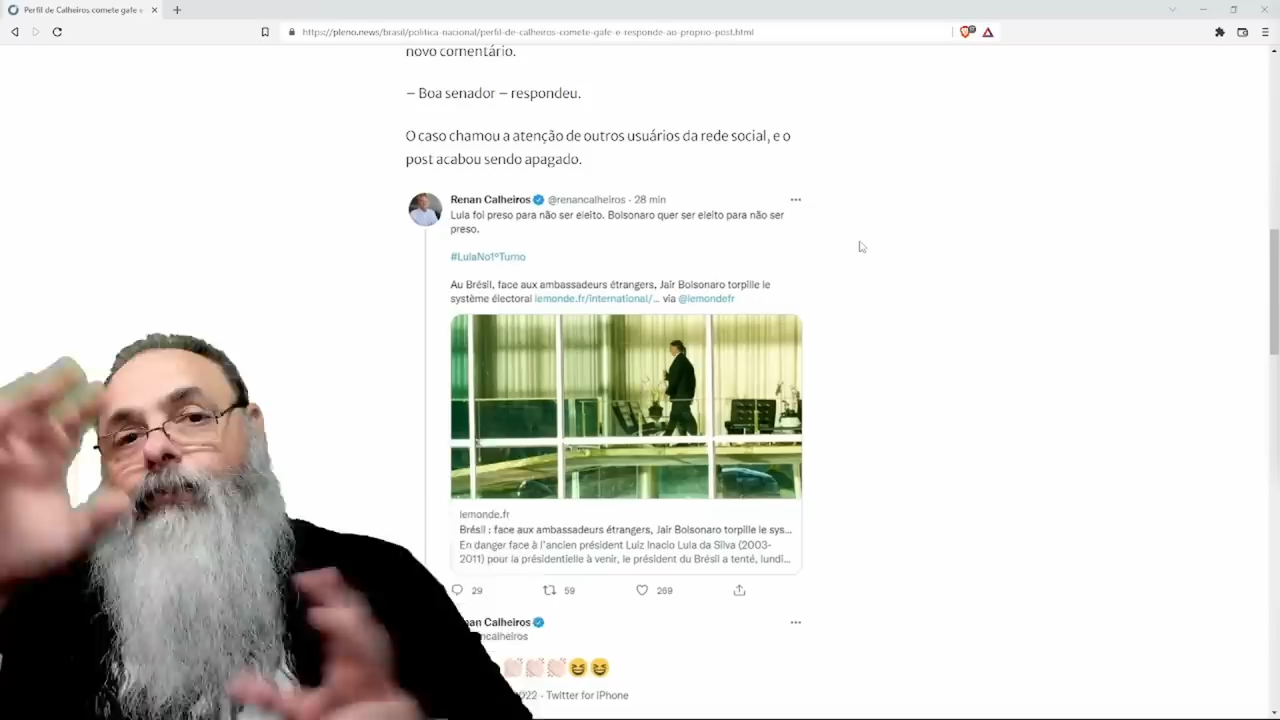 Perfil de Calheiros comete gafe e
https://pleno.news/brasil/politica-nacional/perfil-de-calheiros-comete-gafe-e-responde-ao-proprio-post.html
novo comentário.
– Boa senador – respondeu.
O caso chamou a atenção de outros usuários da rede social, e o
post acabou sendo apagado.
Renan Calheiros @renancalheiros · 28 min
Lula foi preso para não ser eleito. Bolsonaro quer ser eleito para não ser
preso.
#LulaNo1ºTurno
Au Brésil, face aux ambassadeurs étrangers, Jair Bolsonaro torpille le
système électoral lemonde.fr/international/... via @lemondefr
lemonde.fr
Brésil : face aux ambassadeurs étrangers, Jair Bolsonaro torpille le sys...
En danger face à l'ancien président Luiz Inacio Lula da Silva (2003-
2011) pour la présidentielle à venir, le président du Brésil a tenté, lundi...
29 59 269
nan Calheiros
ncalheiros
022 · Twitter for iPhone